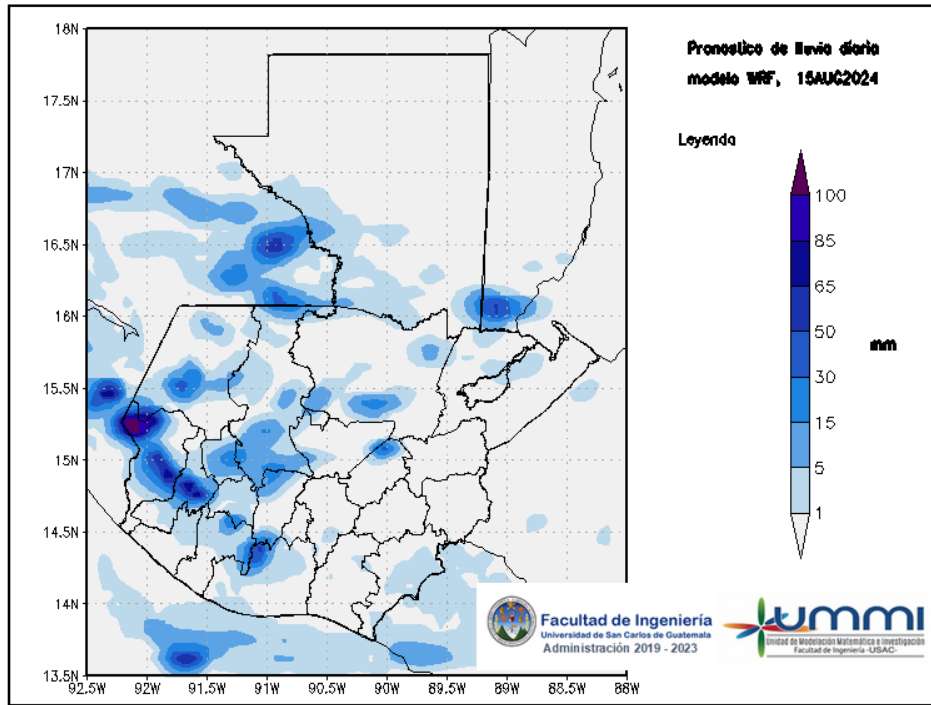 Pronostico de lluvia diaria
modelo WRF, 15AUG2024
Leyenda
100
85
65
50
30
15
5
1
mm
18N
17.5N
17N
16.5N
16N
15.5N
15N
14.5N
14N
13.5N
92.5W 92W 91.5W 91W 90.5W 90W 89.5W 89W 88.5W 88W
Facultad de Ingeniería
Universidad de San Carlos de Guatemala
Administración 2019 - 2023
UMMI
Unidad de Modelación Matemática e Investigación
Facultad de Ingeniería -USAC-